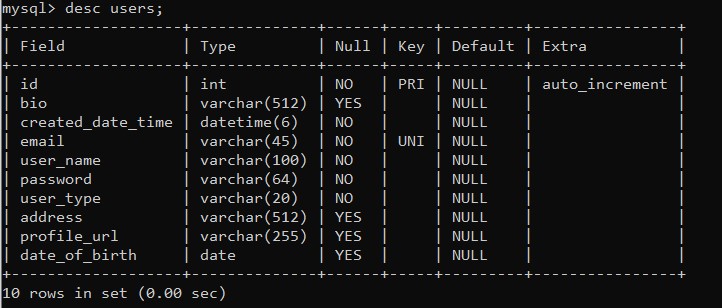 mysql> desc users;
+-------------------+--------------+------+-----+---------+----------------+
| Field             | Type         | Null | Key | Default | Extra          |
+-------------------+--------------+------+-----+---------+----------------+
| id                | int          | NO   | PRI | NULL    | auto_increment |
| bio               | varchar(512) | YES  |     | NULL    |                |
| created_date_time | datetime(6)  | NO   |     | NULL    |                |
| email             | varchar(45)  | NO   | UNI | NULL    |                |
| user_name         | varchar(100) | NO   |     | NULL    |                |
| password          | varchar(64)  | NO   |     | NULL    |                |
| user_type         | varchar(20)  | NO   |     | NULL    |                |
| address           | varchar(512) | YES  |     | NULL    |                |
| profile_url       | varchar(255) | YES  |     | NULL    |                |
| date_of_birth     | date         | YES  |     | NULL    |                |
+-------------------+--------------+------+-----+---------+----------------+
10 rows in set (0.00 sec)